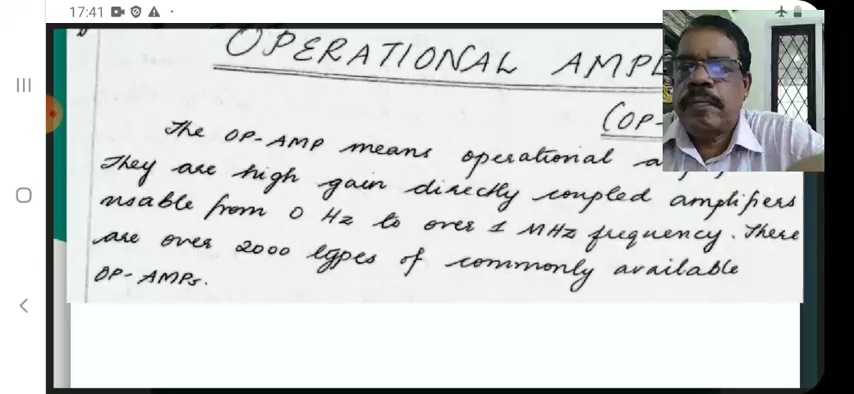 17:41
OPERATIONAL AMPL
(OP-
The OP-AMP means operational a
They are high gain directly coupled amplifiers
usable from 0 Hz to over 1 MHz frequency. There
are over 2000 types of commonly available
OP-AMPs.